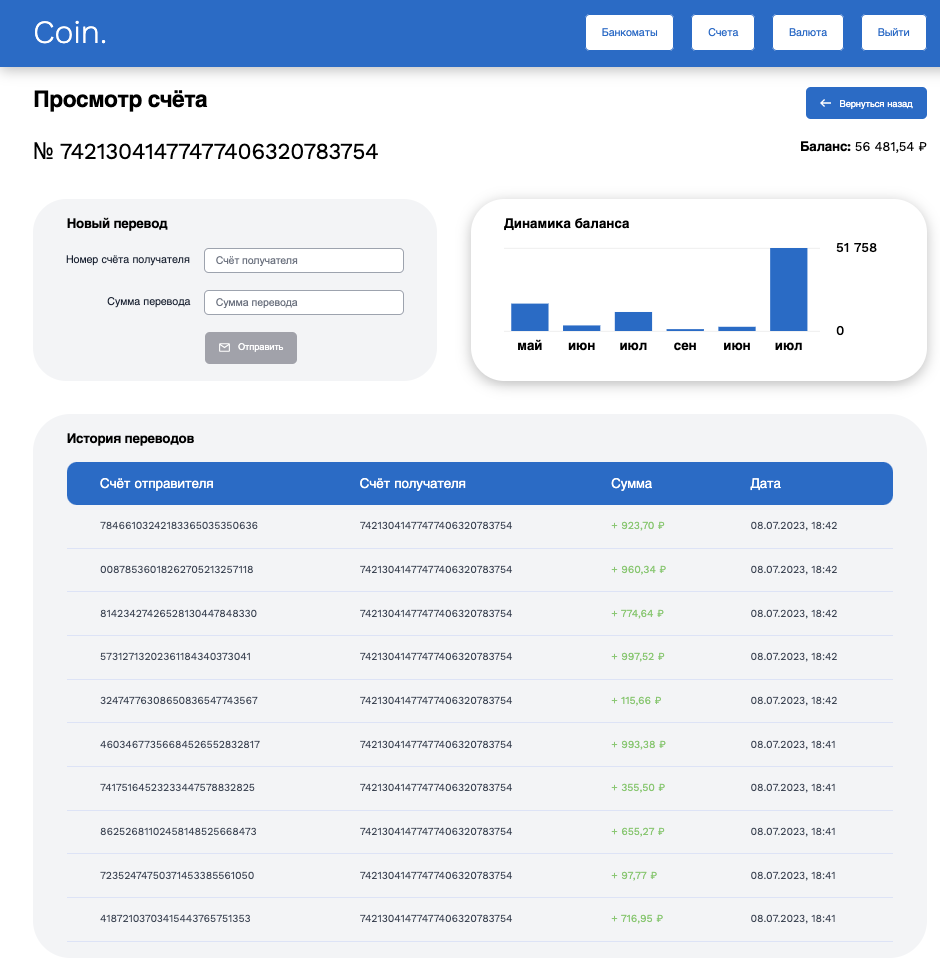 Coin.
Банкоматы
Счета
Валюта
Выйти
Просмотр счёта
Вернуться назад
№ 74213041477477406320783754
Баланс: 56 481,54 ₽
Новый перевод
Номер счёта получателя
Счёт получателя
Сумма перевода
Сумма перевода
Отправить
Динамика баланса
51 758
0
май июн июл сен июн июл
История переводов
Счёт отправителя Счёт получателя Сумма Дата
78466103242183365035350636 74213041477477406320783754 + 923,70 ₽ 08.07.2023, 18:42
00878536018262705213257118 74213041477477406320783754 + 960,34 ₽ 08.07.2023, 18:42
81423427426528130447848330 74213041477477406320783754 + 774,64 ₽ 08.07.2023, 18:42
57312713202361184340373041 74213041477477406320783754 + 997,52 ₽ 08.07.2023, 18:42
32474776308650836547743567 74213041477477406320783754 + 115,66 ₽ 08.07.2023, 18:42
46034677356684526552832817 74213041477477406320783754 + 993,38 ₽ 08.07.2023, 18:41
74175164523233447578832825 74213041477477406320783754 + 355,50 ₽ 08.07.2023, 18:41
86252681102458148525668473 74213041477477406320783754 + 655,27 ₽ 08.07.2023, 18:41
72352474750371453385561050 74213041477477406320783754 + 97,77 ₽ 08.07.2023, 18:41
41872103703415443765751353 74213041477477406320783754 + 716,95 ₽ 08.07.2023, 18:41